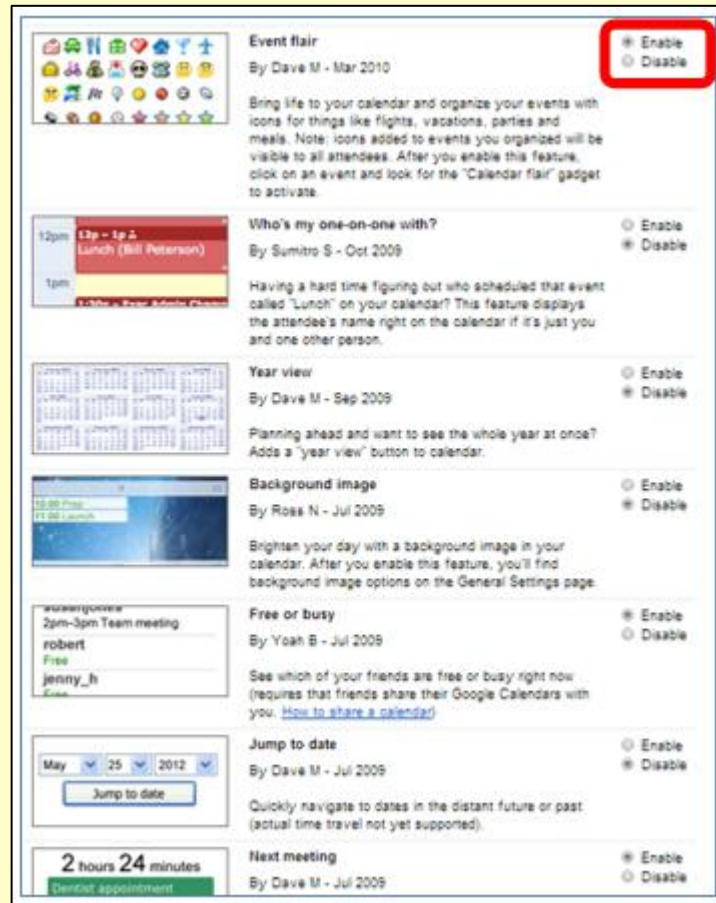 Event flair
Enable
By Dave M - Mar 2010
Disable
Bring life to your calendar and organize your events with
icons for things like flights, vacations, parties and
meals. Note: icons added to events you organized will be
visible to all attendees. After you enable this feature,
click on an event and look for the "Calendar flair" gadget
to activate.
12pm
12p – 1p
Lunch (Bill Peterson)
1pm
Who's my one-on-one with?
Enable
By Sumitro S - Oct 2009
Disable
Having a hard time figuring out who scheduled that event
called "Lunch" on your calendar? This feature displays
the attendee's name right on the calendar if it's just you
and one other person.
Year view
Enable
By Dave M - Sep 2009
Disable
Planning ahead and want to see the whole year at once?
Adds a "year view" button to calendar.
10:00 Prep
11:00 Launch
Background image
Enable
By Ross N - Jul 2009
Disable
Brighten your day with a background image in your
calendar. After you enable this feature, you'll find
background image options on the General Settings page.
susanjones
2pm–3pm Team meeting
robert
Free
jenny_h
Free
Free or busy
Enable
By Yoah B - Jul 2009
Disable
See which of your friends are free or busy right now
(requires that friends share their Google Calendars with
you. How to share a calendar)
May 25 2012
Jump to date
Jump to date
Enable
By Dave M - Jul 2009
Disable
Quickly navigate to dates in the distant future or past
(actual time travel not yet supported).
2 hours 24 minutes
Dentist appointment
Next meeting
Enable
By Dave M - Jul 2009
Disable